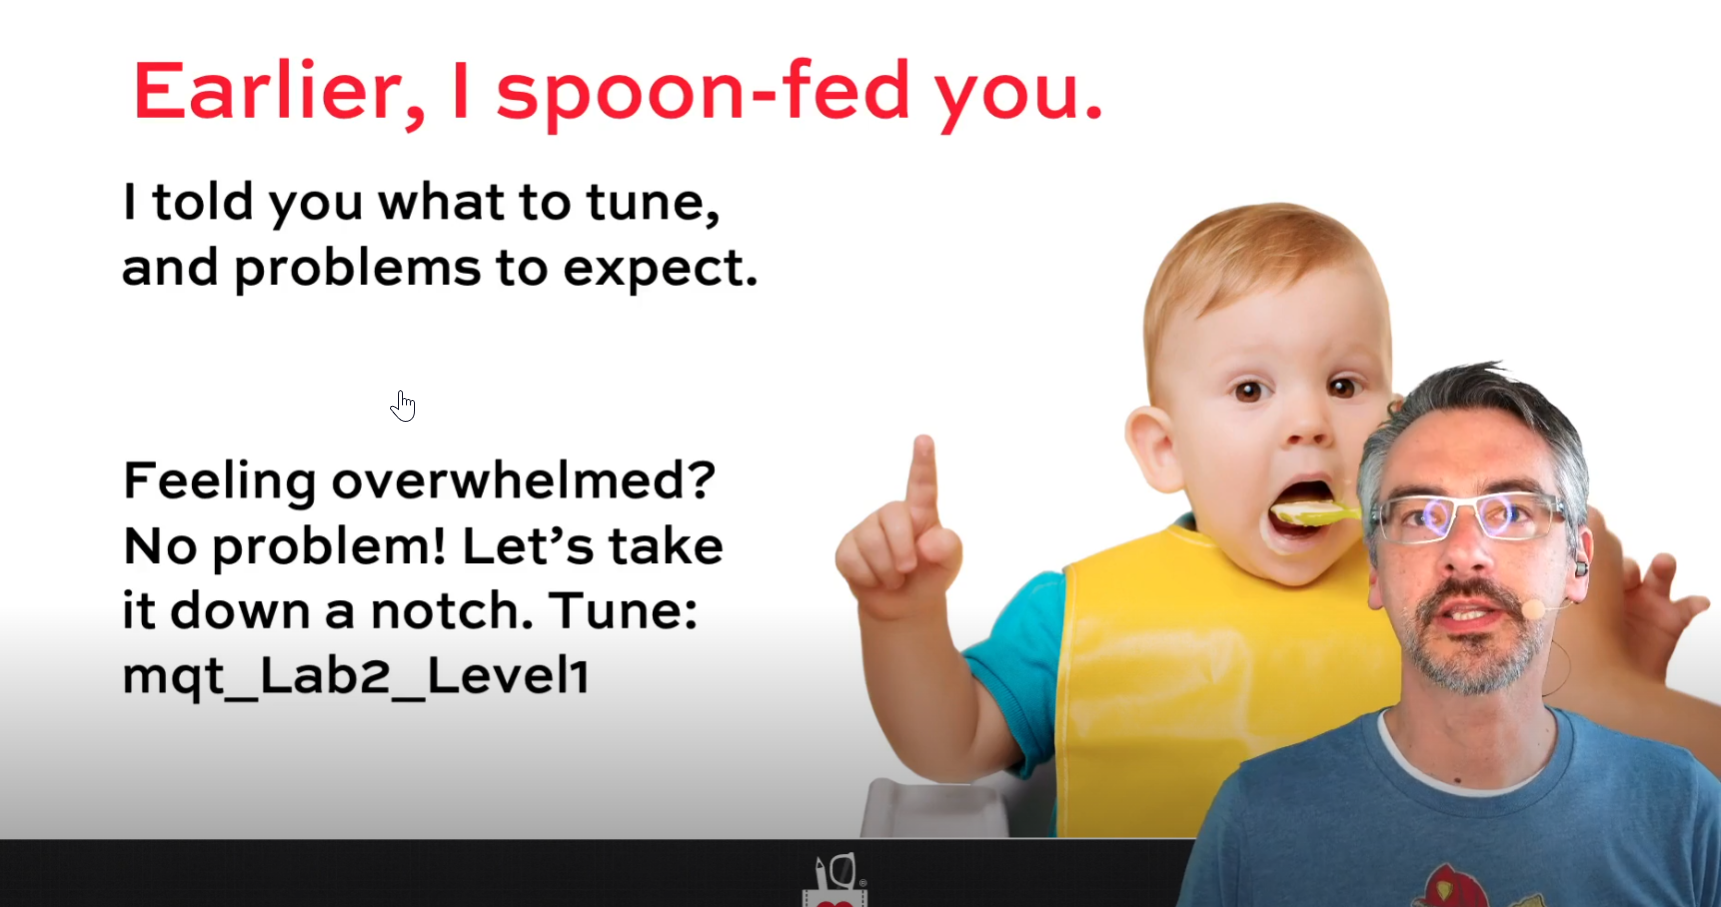 Earlier, I spoon-fed you.
I told you what to tune,
and problems to expect.
Feeling overwhelmed?
No problem! Let's take
it down a notch. Tune:
mqt_Lab2_Level1
®